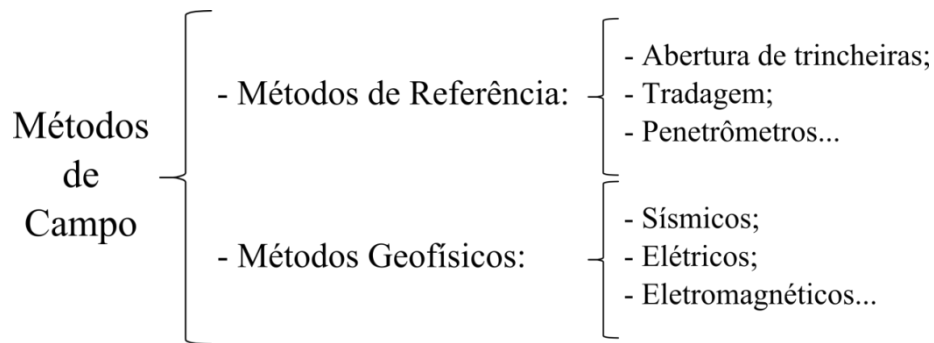 Métodos
de
Campo
- Métodos de Referência:
- Abertura de trincheiras;
- Tradagem;
- Penetrômetros...
- Métodos Geofísicos:
- Sísmicos;
- Elétricos;
- Eletromagnéticos...